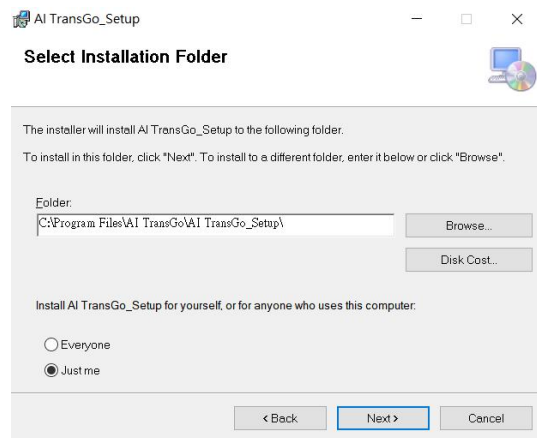 AI TransGo_Setup
Select Installation Folder
The installer will install AI TransGo_Setup to the following folder.
To install in this folder, click "Next". To install to a different folder, enter it below or click "Browse".
Folder:
C:\Program Files\AI TransGo\AI TransGo_Setup\
Browse...
Disk Cost...
Install AI TransGo_Setup for yourself, or for anyone who uses this computer:
Everyone
Just me
< Back
Next >
Cancel